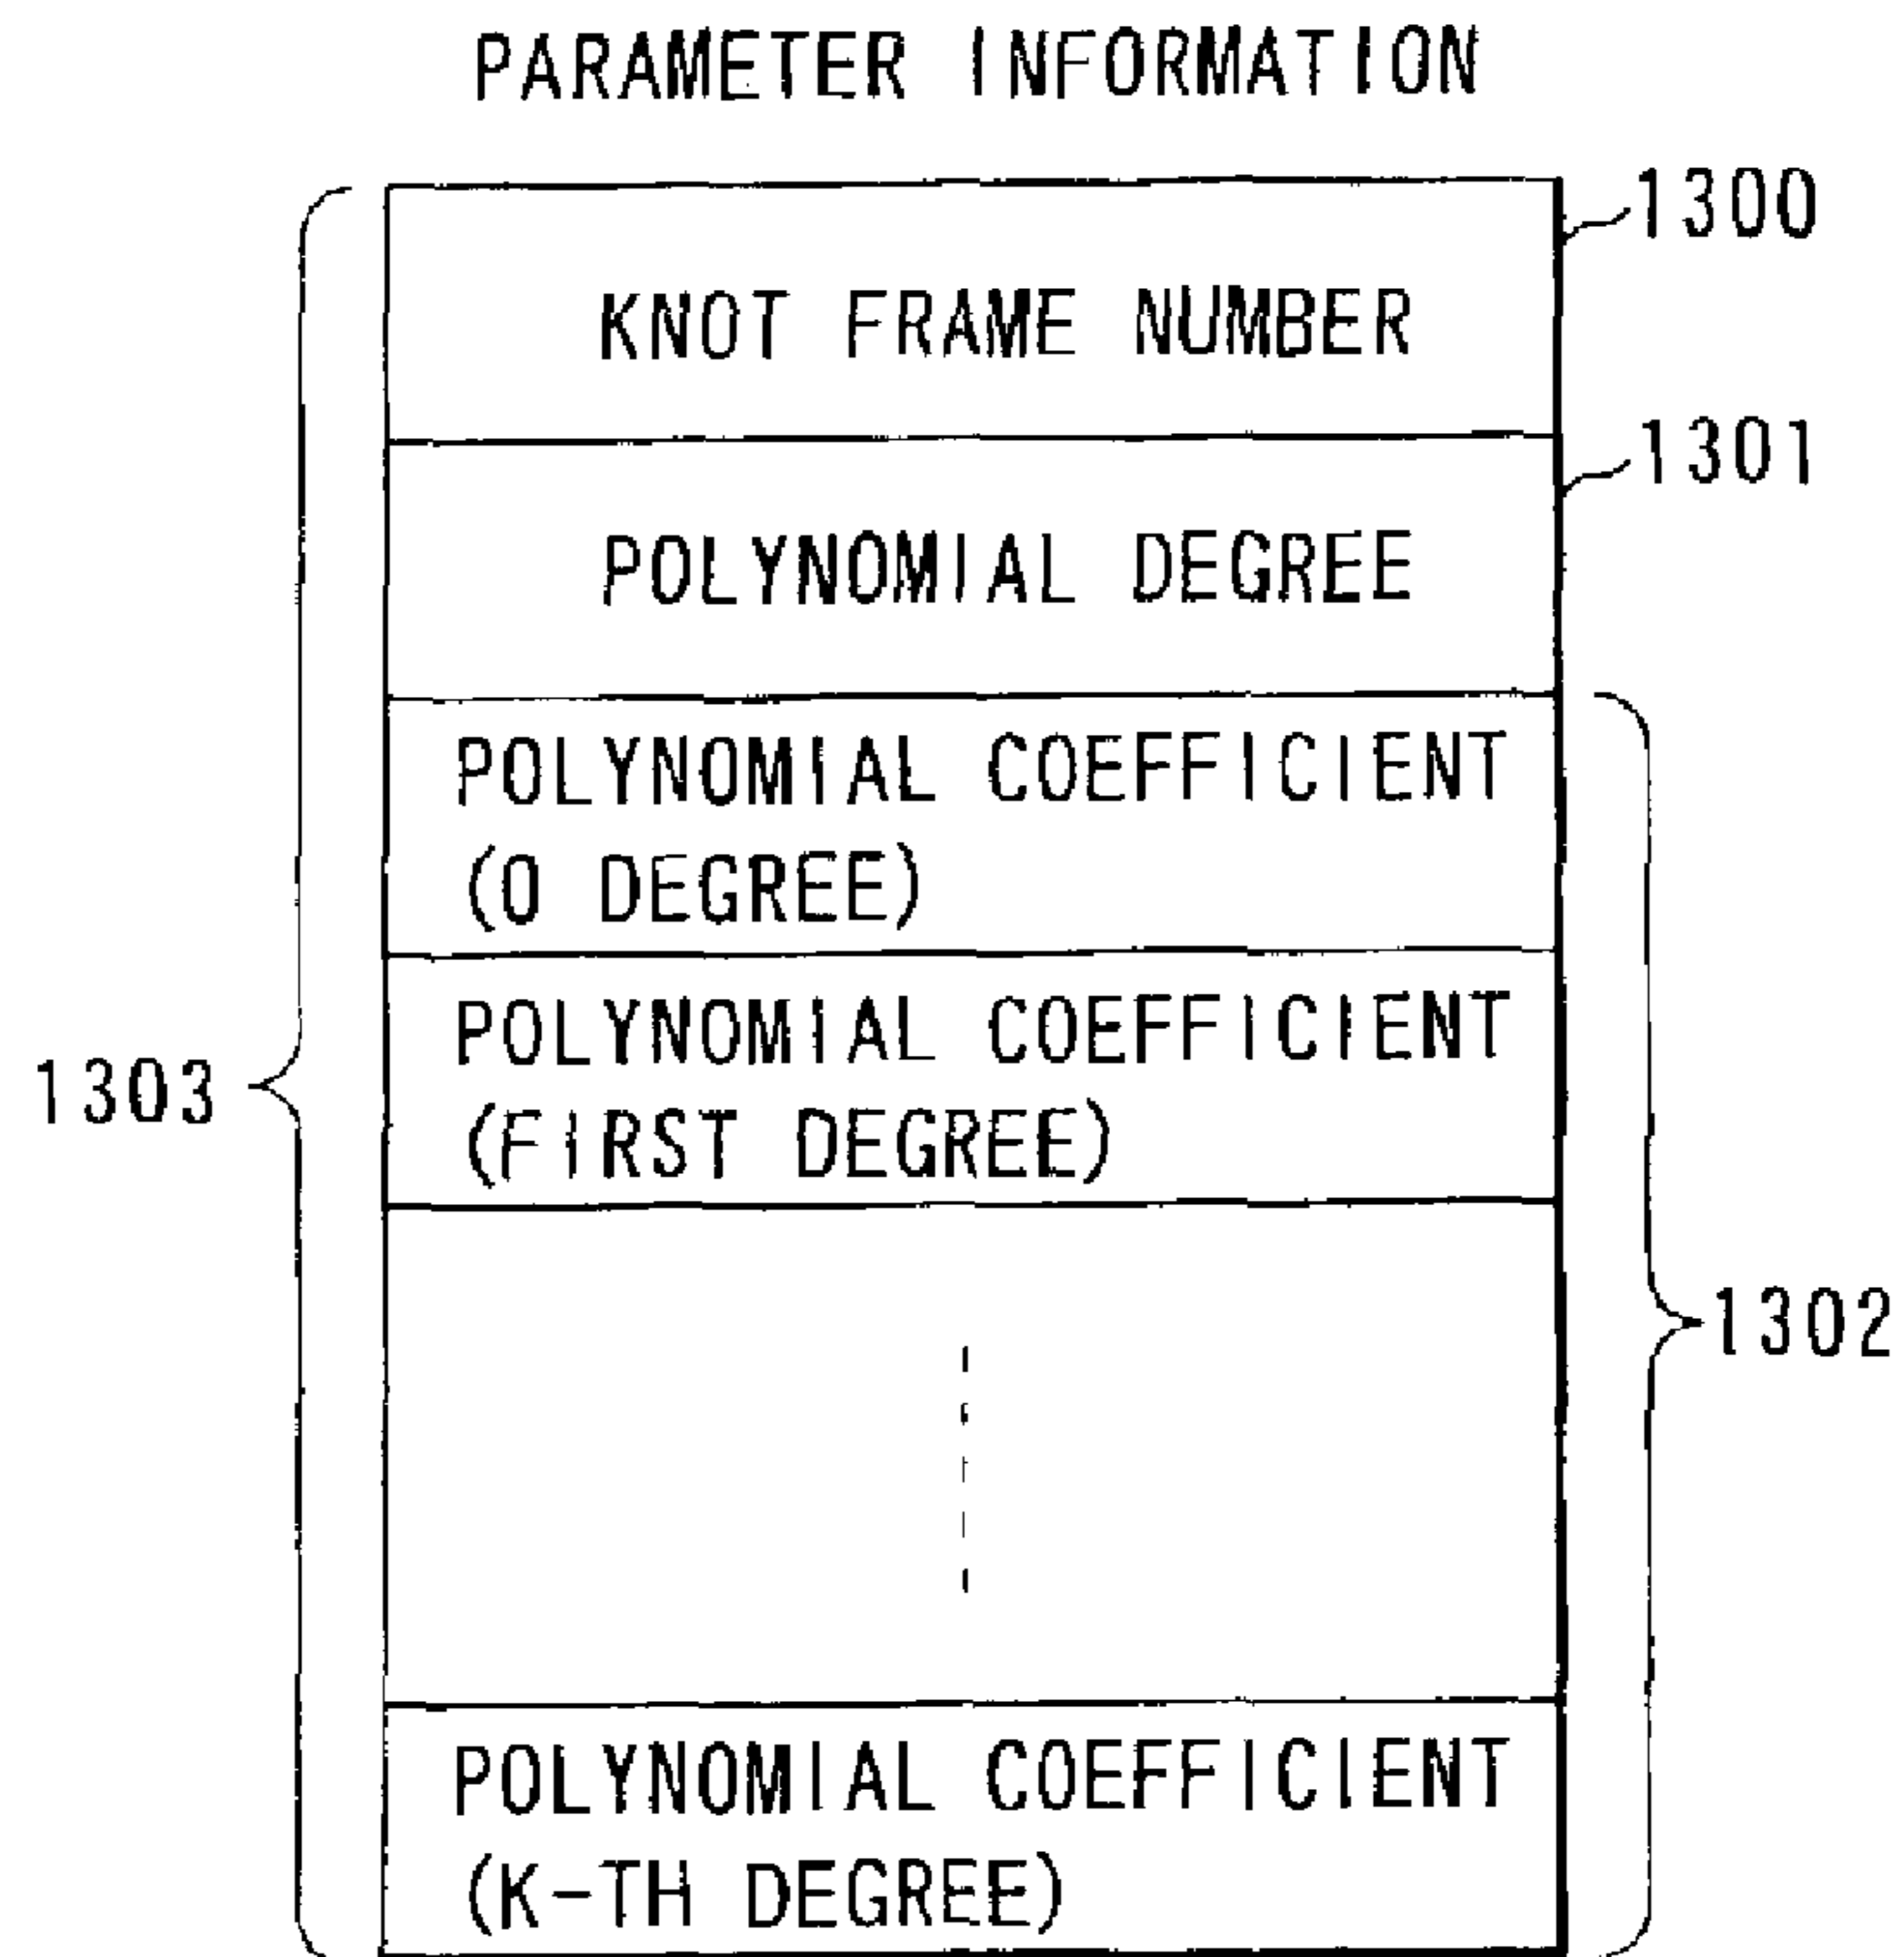 PARAMETER INFORMATION
1300
KNOT FRAME NUMBER
1301
POLYNOMIAL DEGREE
POLYNOMIAL COEFFICIENT
(0 DEGREE)
POLYNOMIAL COEFFICIENT
(FIRST DEGREE)
1303
1302
POLYNOMIAL COEFFICIENT
(K-TH DEGREE)